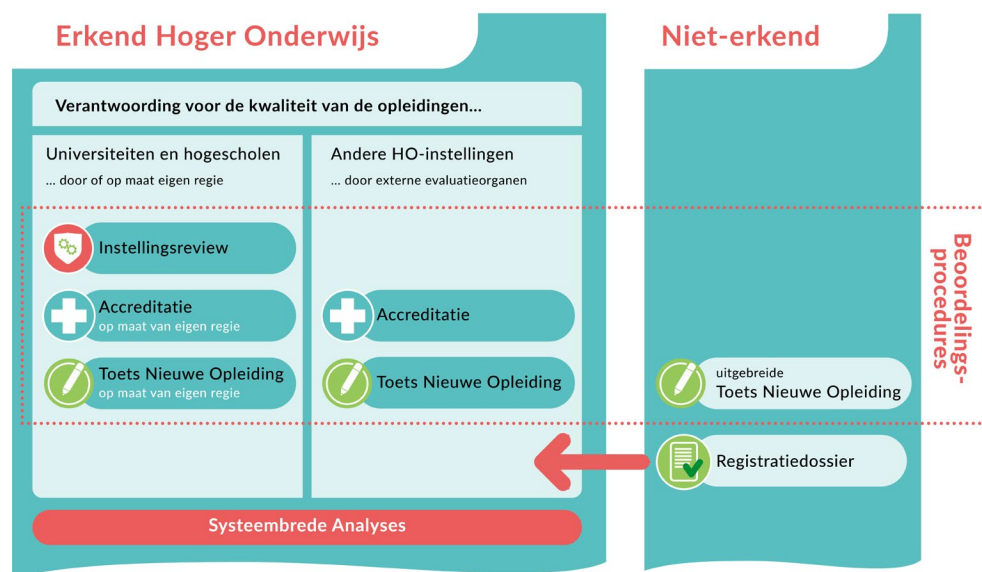 Erkend Hoger Onderwijs
Niet-erkend
Verantwoording voor de kwaliteit van de opleidingen...
Universiteiten en hogescholen
... door of op maat eigen regie
Andere HO-instellingen
... door externe evaluatieorganen
Instellingsreview
Accreditatie
op maat van eigen regie
Toets Nieuwe Opleiding
op maat van eigen regie
Accreditatie
Toets Nieuwe Opleiding
uitgebreide
Toets Nieuwe Opleiding
Registratiedossier
Beoordelings-
procedures
Systeembrede Analyses